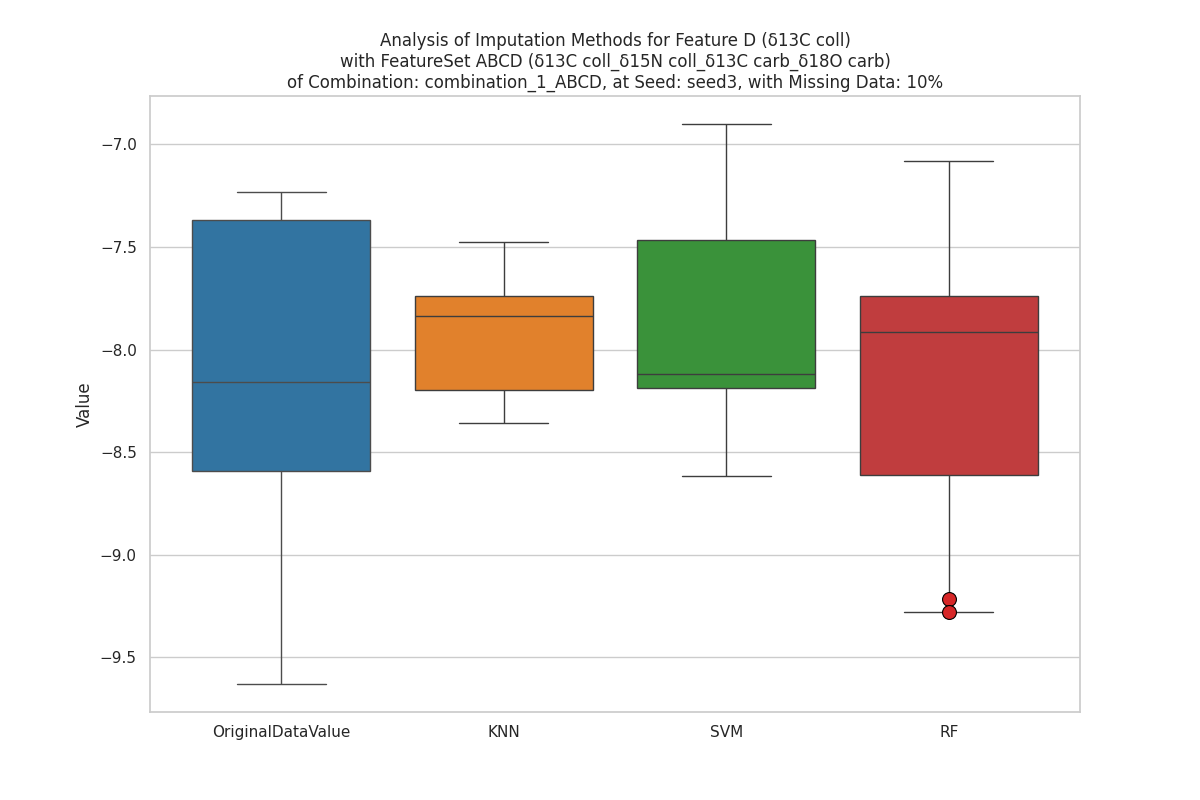 Analysis of Imputation Methods for Feature D (δ13C coll)
with FeatureSet ABCD (δ13C coll_δ15N coll_δ13C carb_δ18O carb)
of Combination: combination_1_ABCD, at Seed: seed3, with Missing Data: 10%
−7.0
−7.5
−8.0
−8.5
−9.0
−9.5
Value
OriginalDataValue
KNN
SVM
RF